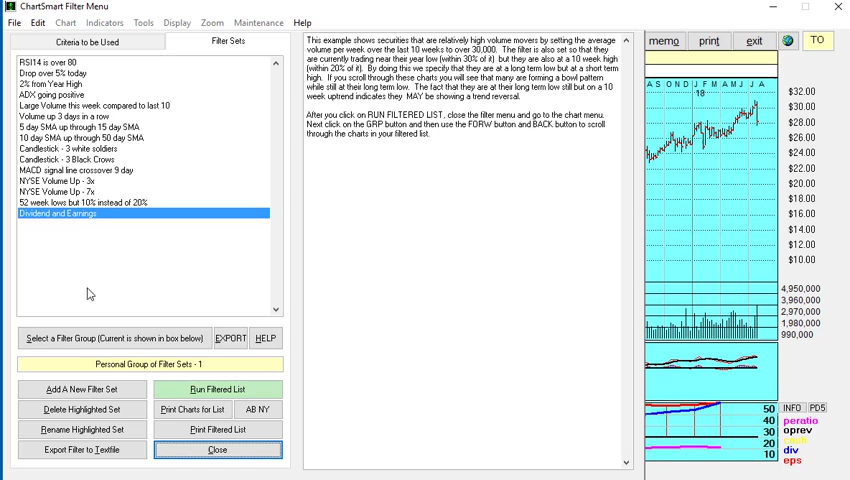 ChartSmart Filter Menu
File Edit Chart Indicators Tools Display Zoom Maintenance Help
Criteria to be Used
Filter Sets
RSI14 is over 80
Drop over 5% today
2% from Year High
ADX going positive
Large Volume this week compared to last 10
Volume up 3 days in a row
5 day SMA up through 15 day SMA
10 day SMA up through 50 day SMA
Candlestick - 3 white soldiers
Candlestick - 3 Black Crows
MACD signal line crossover 9 day
NYSE Volume Up - 3x
NYSE Volume Up - 7x
52 week lows but 10% instead of 20%
Dividend and Earnings
Select a Filter Group (Current is shown in box below)
EXPORT
HELP
Personal Group of Filter Sets - 1
Add A New Filter Set
Run Filtered List
Delete Highlighted Set
Print Charts for List
AB NY
Rename Highlighted Set
Print Filtered List
Export Filter to Textfile
Close
This example shows securities that are relatively high volume movers by setting the average
volume per week over the last 10 weeks to over 30,000. The filter is also set so that they
are currently trading near their year low (within 30% of it) but they are also at a 10 week high
(within 20% of it). By doing this we specify that they are at a long term low but at a short term
high. If you scroll through these charts you will see that many are forming a bowl pattern
while still at their long term low. The fact that they are at their long term low still but on a 10
week uptrend indicates they MAY be showing a trend reversal.
After you click on RUN FILTERED LIST, close the filter menu and go to the chart menu.
Next click on the GRP button and then use the FORW button and BACK button to scroll
through the charts in your filtered list.
memo
print
exit
TO
A S O N D J F M A M J J A
18
$32.00
$30.00
$28.00
$26.00
$24.00
$22.00
$20.00
$18.00
$16.00
$14.00
$12.00
$10.00
4,950,000
3,960,000
2,970,000
1,980,000
990,000
50
40
30
20
10
INFO
PD5
peratio
oprev
cash
div
eps